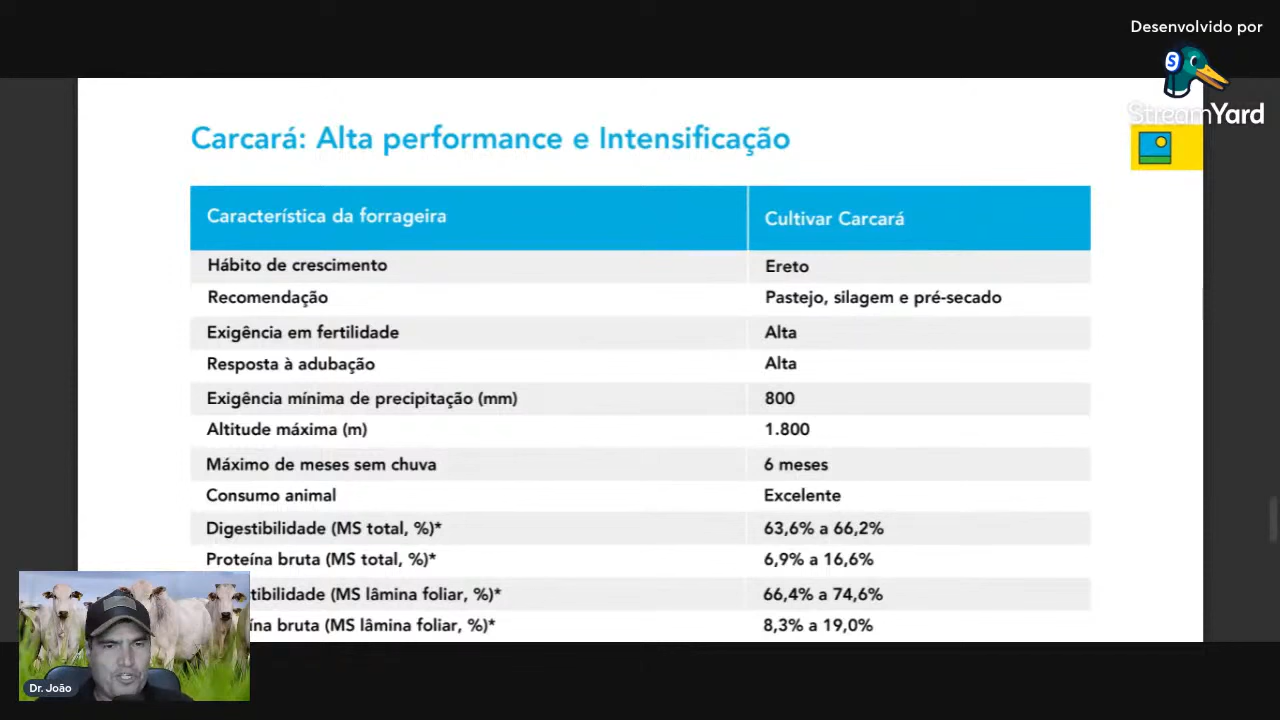 Desenvolvido por
StreamYard
Carcará: Alta performance e Intensificação
Característica da forrageira Cultivar Carcará
Hábito de crescimento Ereto
Recomendação Pastejo, silagem e pré-secado
Exigência em fertilidade Alta
Resposta à adubação Alta
Exigência mínima de precipitação (mm) 800
Altitude máxima (m) 1.800
Máximo de meses sem chuva 6 meses
Consumo animal Excelente
Digestibilidade (MS total, %)* 63,6% a 66,2%
Proteína bruta (MS total, %)* 6,9% a 16,6%
tibilidade (MS lâmina foliar, %)* 66,4% a 74,6%
ína bruta (MS lâmina foliar, %)* 8,3% a 19,0%
Dr. João